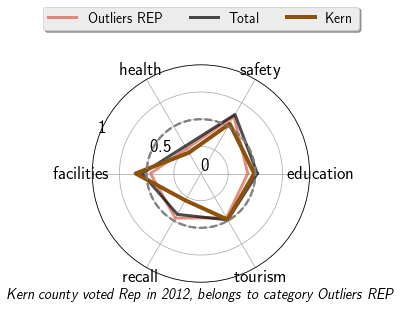 Outliers REP Total Kern
health safety
1
0.5
0
facilities education
recall tourism
Kern county voted Rep in 2012, belongs to category Outliers REP